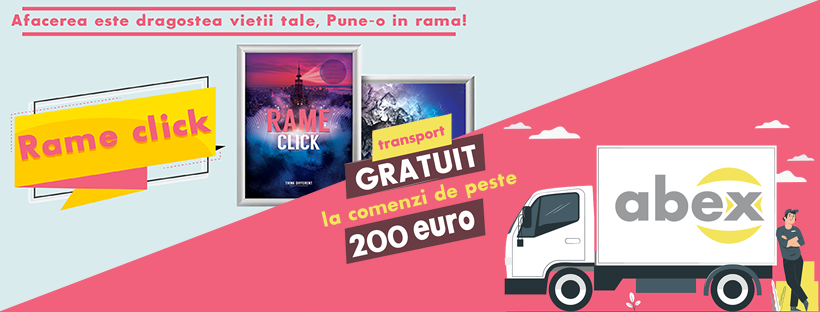 Afacerea este dragostea vietii tale, Pune-o in rama!
Rame click
RAME
CLICK
THINK DIFFERENT
transport
GRATUIT
la comenzi de peste
200 euro
abex